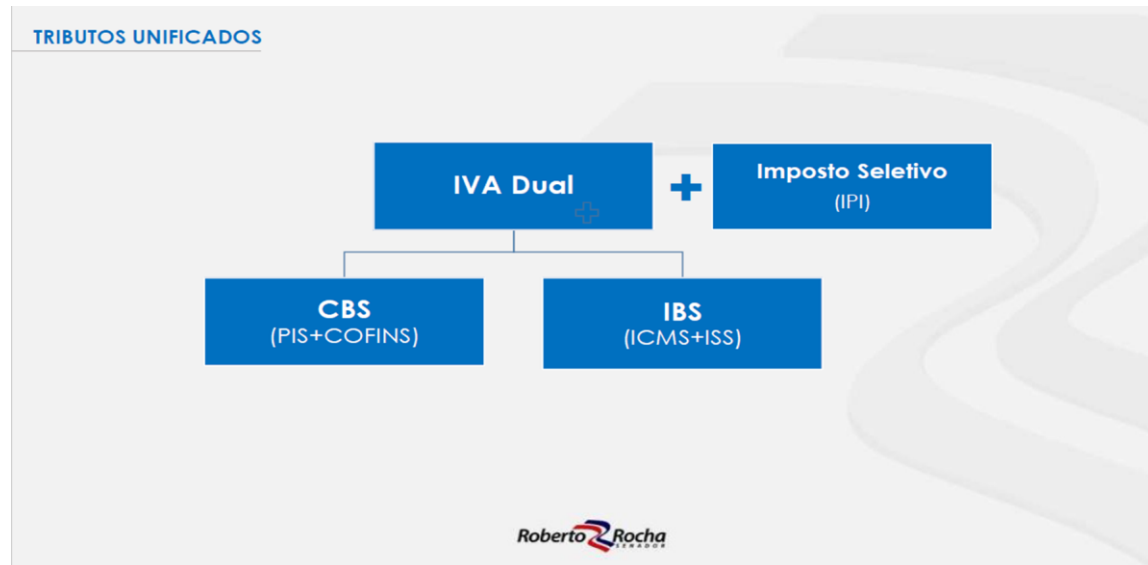 TRIBUTOS UNIFICADOS
IVA Dual
Imposto Seletivo
(IPI)
CBS
(PIS+COFINS)
IBS
(ICMS+ISS)
Roberto Rocha
SENADOR